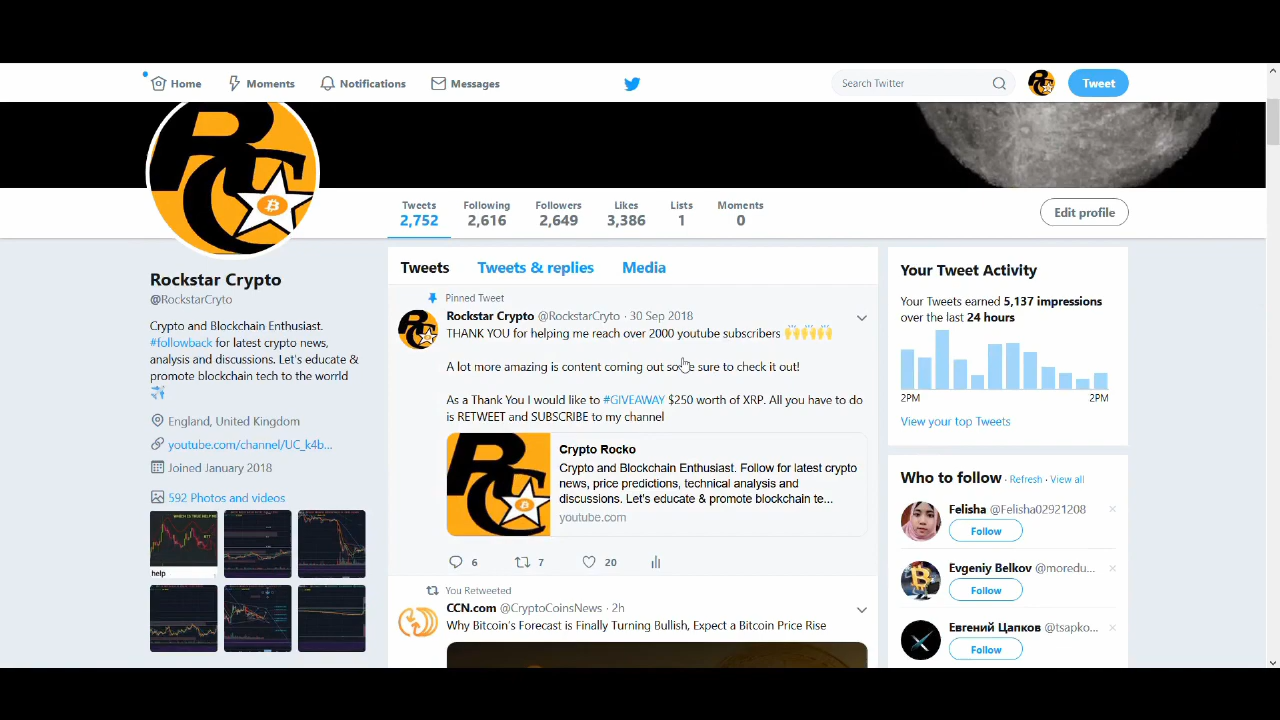 Home Moments Notifications Messages Search Twitter Tweet
Tweets Following Followers Likes Lists Moments
2,752 2,616 2,649 3,386 1 0
Edit profile
Rockstar Crypto
@RockstarCryto
Crypto and Blockchain Enthusiast.
#followback for latest crypto news,
analysis and discussions. Let's educate &
promote blockchain tech to the worrld
England, United Kingdom
youtube.com/channel/UC_k4b...
Joined January 2018
592 Photos and videos
help
Tweets Tweets & replies Media
Pinned Tweet
Rockstar Crypto @RockstarCryto · 30 Sep 2018
THANK YOU for helping me reach over 2000 youtube subscribers 🙌🙌🙌
A lot more amazing is content coming out so be sure to check it out!
As a Thank You I would like to #GIVEAWAY $250 worth of XRP. All you have to do
is RETWEET and SUBSCRIBE to my channel
Crypto Rocko
Crypto and Blockchain Enthusiast. Follow for latest crypto
news, price predictions, technical analysis and
discussions. Let's educate & promote blockchain te...
youtube.com
6 7 20
You Retweeted
CCN.com @CryptoCoinsNews · 2h
Why Bitcoin's Forecast is Finally Turning Bullish, Expect a Bitcoin Price Rise
Your Tweet Activity
Your Tweets earned 5,137 impressions
over the last 24 hours
2PM 2PM
View your top Tweets
Who to follow · Refresh · View all
Felisha @Felisha02921208
Follow
Evgeniy Belkov @moredu...
Follow
Евгений Цапков @tsapko...
Follow